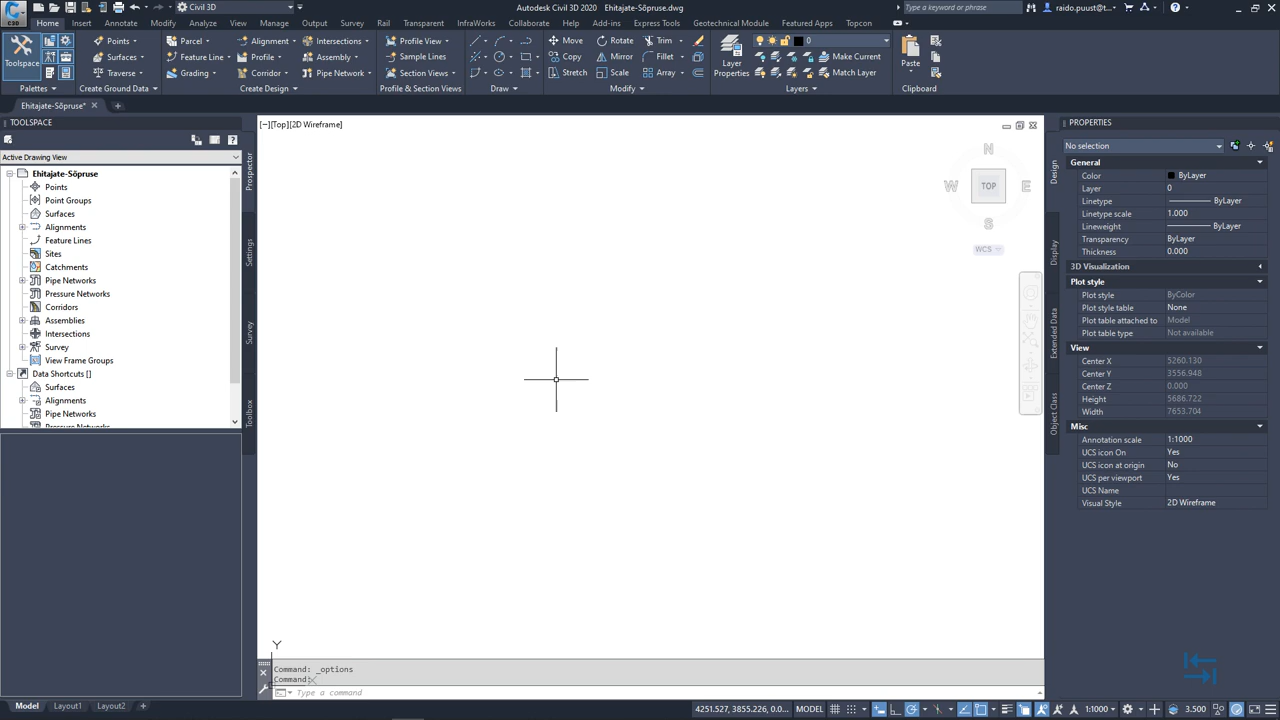 C3D
Civil 3D
Autodesk Civil 3D 2020 Ehitajate-Sõpruse.dwg
Type a keyword or phrase
raido.puust@t...
Home Insert Annotate Modify Analyze View Manage Output Survey Rail Transparent InfraWorks Collaborate Help Add-ins Express Tools Geotechnical Module Featured Apps Topcon
Toolspace
Points
Surfaces
Traverse
Parcel
Feature Line
Grading
Alignment
Profile
Corridor
Intersections
Assembly
Pipe Network
Profile View
Sample Lines
Section Views
Move Rotate Trim
Copy Mirror Fillet
Stretch Scale Array
Layer
Properties
0
Make Current
Match Layer
Paste
Palettes Create Ground Data Create Design Profile & Section Views Draw Modify Layers Clipboard
Ehitajate-Sõpruse*
TOOLSPACE
Active Drawing View
Ehitajate-Sõpruse
Points
Point Groups
Surfaces
Alignments
Feature Lines
Sites
Catchments
Pipe Networks
Pressure Networks
Corridors
Assemblies
Intersections
Survey
View Frame Groups
Data Shortcuts []
Surfaces
Alignments
Pipe Networks
Pressure Networks
Prospector
Settings
Survey
Toolbox
[−][Top][2D Wireframe]
N
W TOP E
S
WCS
Y
Command: _options
Command:
Type a command
Design
Display
Extended Data
Object Class
PROPERTIES
No selection
General
Color ByLayer
Layer 0
Linetype ByLayer
Linetype scale 1.000
Lineweight ByLayer
Transparency ByLayer
Thickness 0.000
3D Visualization
Plot style
Plot style ByColor
Plot style table None
Plot table attached to Model
Plot table type Not available
View
Center X 5260.130
Center Y 3556.948
Center Z 0.000
Height 5686.722
Width 7653.704
Misc
Annotation scale 1:1000
UCS icon On Yes
UCS icon at origin No
UCS per viewport Yes
UCS Name
Visual Style 2D Wireframe
Model Layout1 Layout2
4251.527, 3855.226, 0.0... MODEL 1:1000 3.500